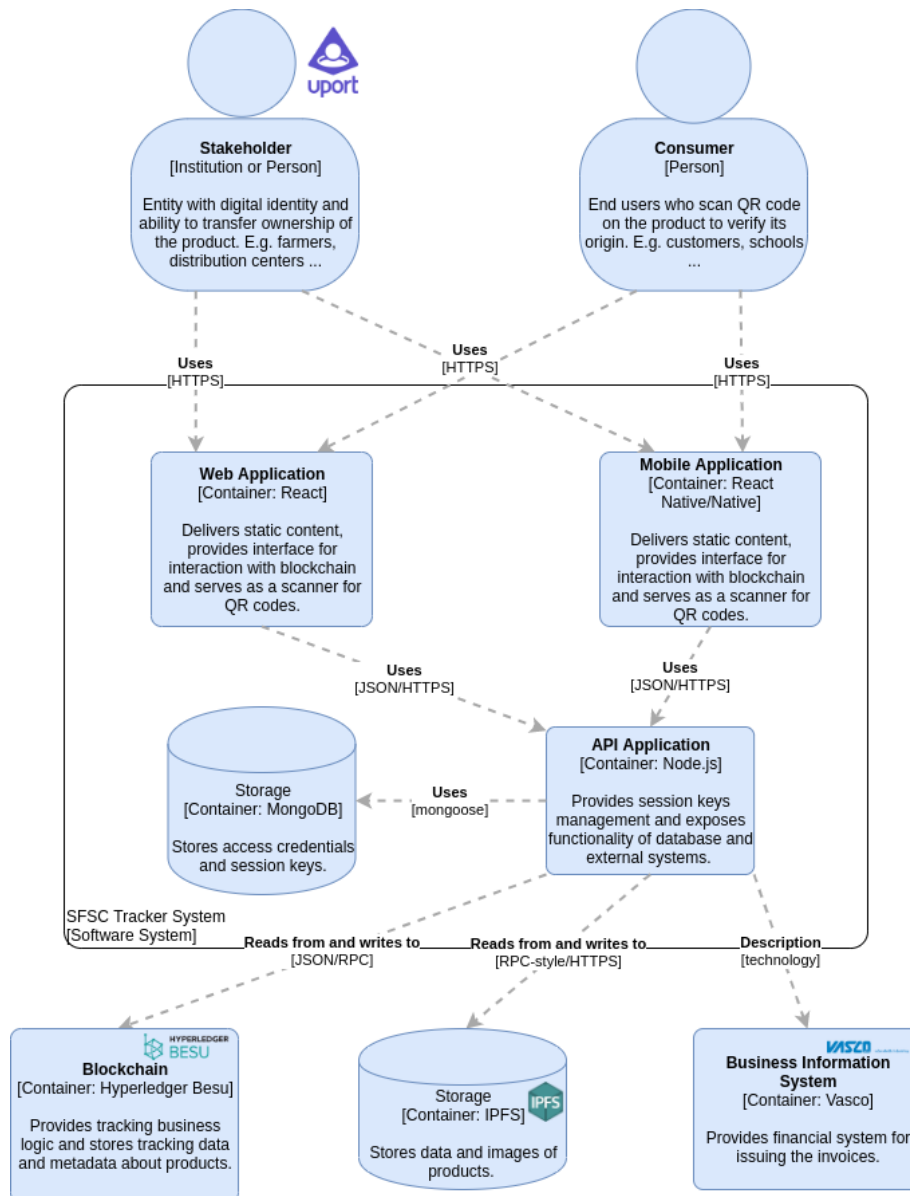 uport
Stakeholder
[Institution or Person]
Entity with digital identity and
ability to transfer ownership of
the product. E.g. farmers,
distribution centers ...
Consumer
[Person]
End users who scan QR code
on the product to verify its
origin. E.g. customers, schools
...
Uses
[HTTPS]
Uses
[HTTPS]
Uses
[HTTPS]
Web Application
[Container: React]
Delivers static content,
provides interface for
interaction with blockchain
and serves as a scanner for
QR codes.
Mobile Application
[Container: React
Native/Native]
Delivers static content,
provides interface for
interaction with blockchain
and serves as a scanner for
QR codes.
Uses
[JSON/HTTPS]
Uses
[JSON/HTTPS]
Storage
[Container: MongoDB]
Stores access credentials
and session keys.
Uses
[mongoose]
API Application
[Container: Node.js]
Provides session keys
management and exposes
functionality of database and
external systems.
SFSC Tracker System
[Software System]
Reads from and writes to
[JSON/RPC]
Reads from and writes to
[RPC-style/HTTPS]
Description
[technology]
HYPERLEDGER
BESU
Blockchain
[Container: Hyperledger Besu]
Provides tracking business
logic and stores tracking data
and metadata about products.
Storage
[Container: IPFS]
IPFS
Stores data and images of
products.
VASCO
Business Information
System
[Container: Vasco]
Provides financial system for
issuing the invoices.